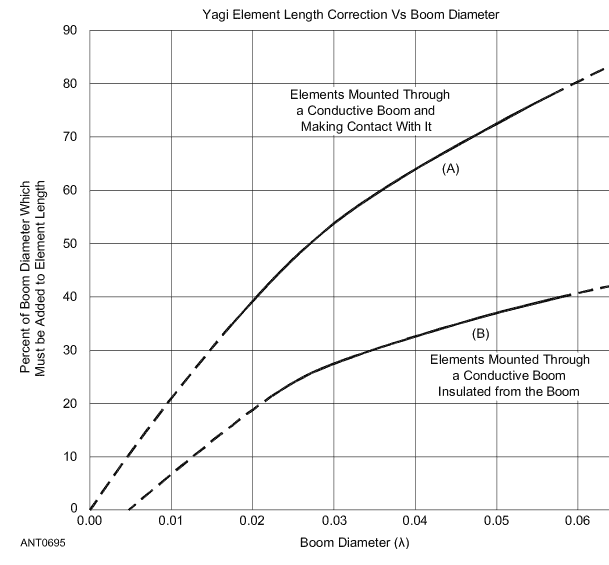 Yagi Element Length Correction Vs Boom Diameter
90
80
70
60
50
40
30
20
10
0
Percent of Boom Diameter Which
Must be Added to Element Length
Elements Mounted Through
a Conductive Boom and
Making Contact With It
(A)
(B)
Elements Mounted Through
a Conductive Boom
Insulated from the Boom
0.00 0.01 0.02 0.03 0.04 0.05 0.06
Boom Diameter (λ)
ANT0695